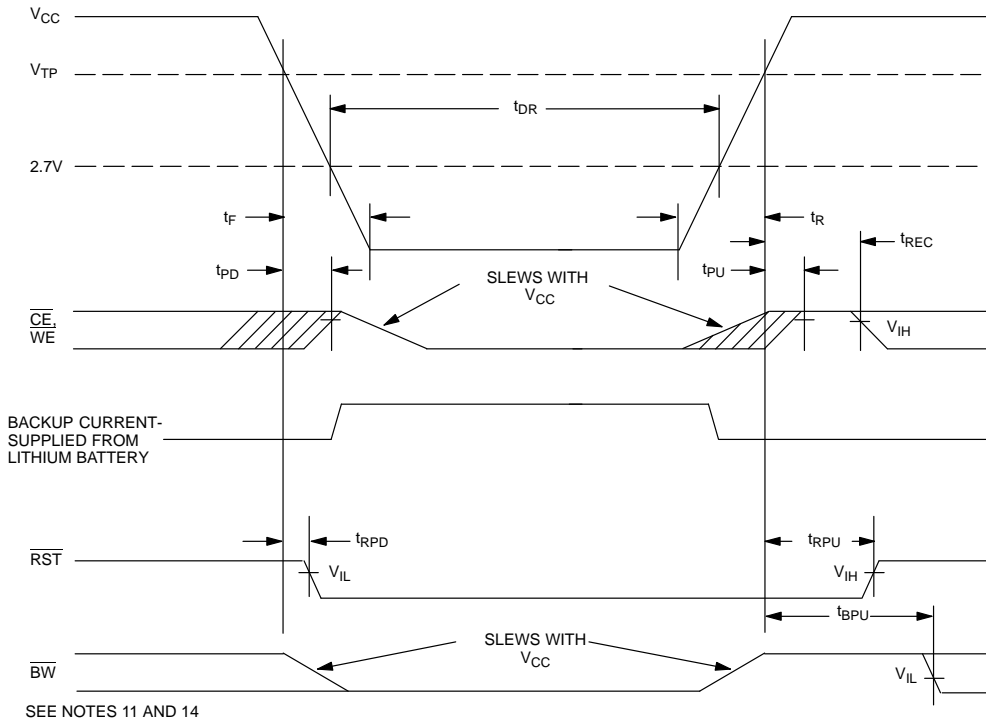 VCC
VTP
tDR
2.7V
tF
tR
tREC
tPD
SLEWS WITH
VCC
tPU
CE,
WE
VIH
BACKUP CURRENT-
SUPPLIED FROM
LITHIUM BATTERY
tRPD
tRPU
RST
VIL
VIH
tBPU
SLEWS WITH
VCC
BW
VIL
SEE NOTES 11 AND 14